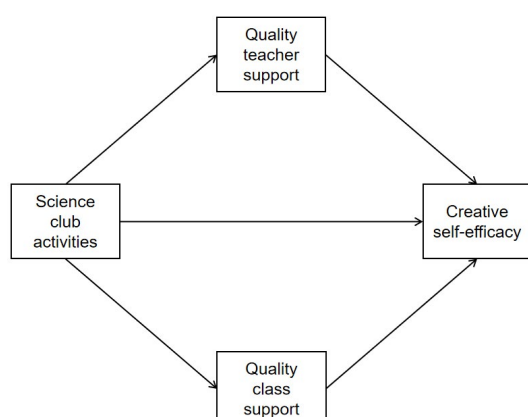 Quality
teacher
support
Science
club
activities
Creative
self-efficacy
Quality
class
support